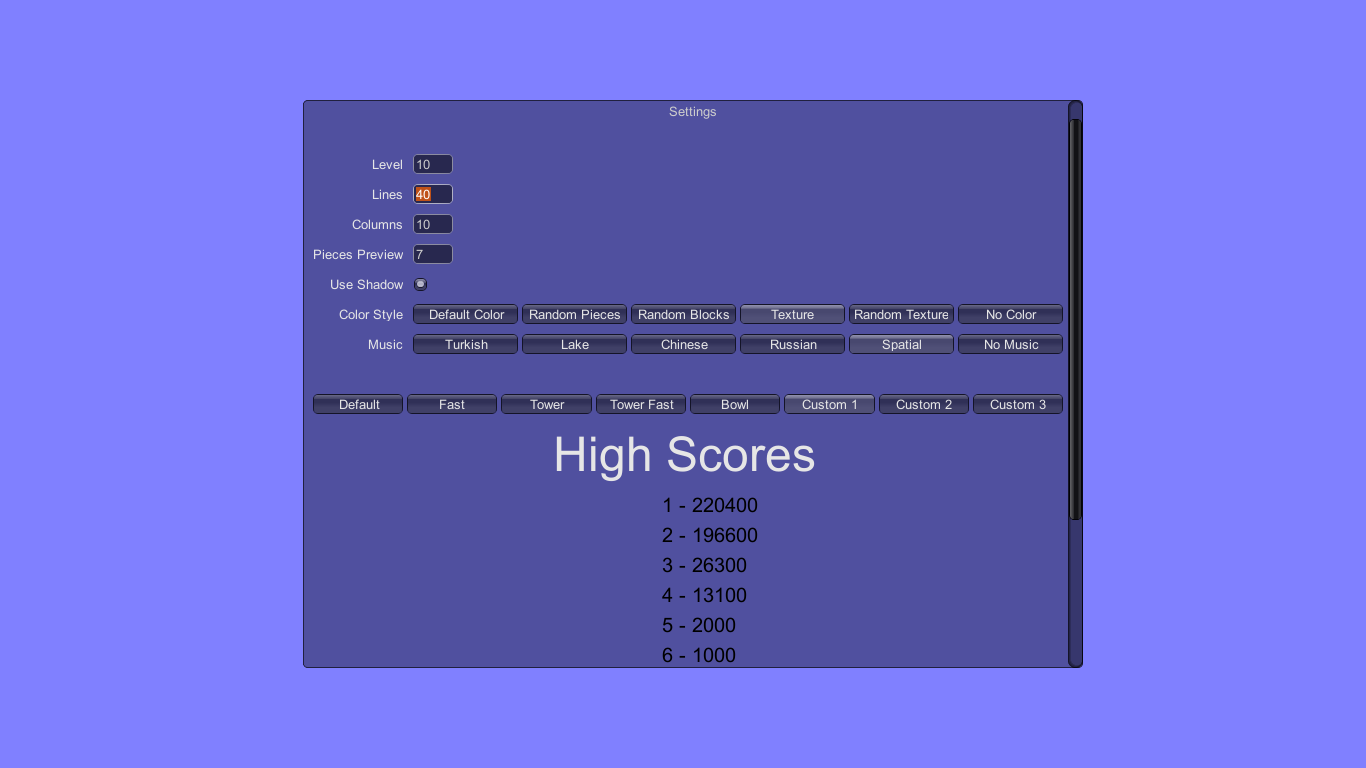 Settings
Level 10
Lines 40
Columns 10
Pieces Preview 7
Use Shadow
Color Style Default Color Random Pieces Random Blocks Texture Random Texture No Color
Music Turkish Lake Chinese Russian Spatial No Music
Default Fast Tower Tower Fast Bowl Custom 1 Custom 2 Custom 3
High Scores
1 - 220400
2 - 196600
3 - 26300
4 - 13100
5 - 2000
6 - 1000